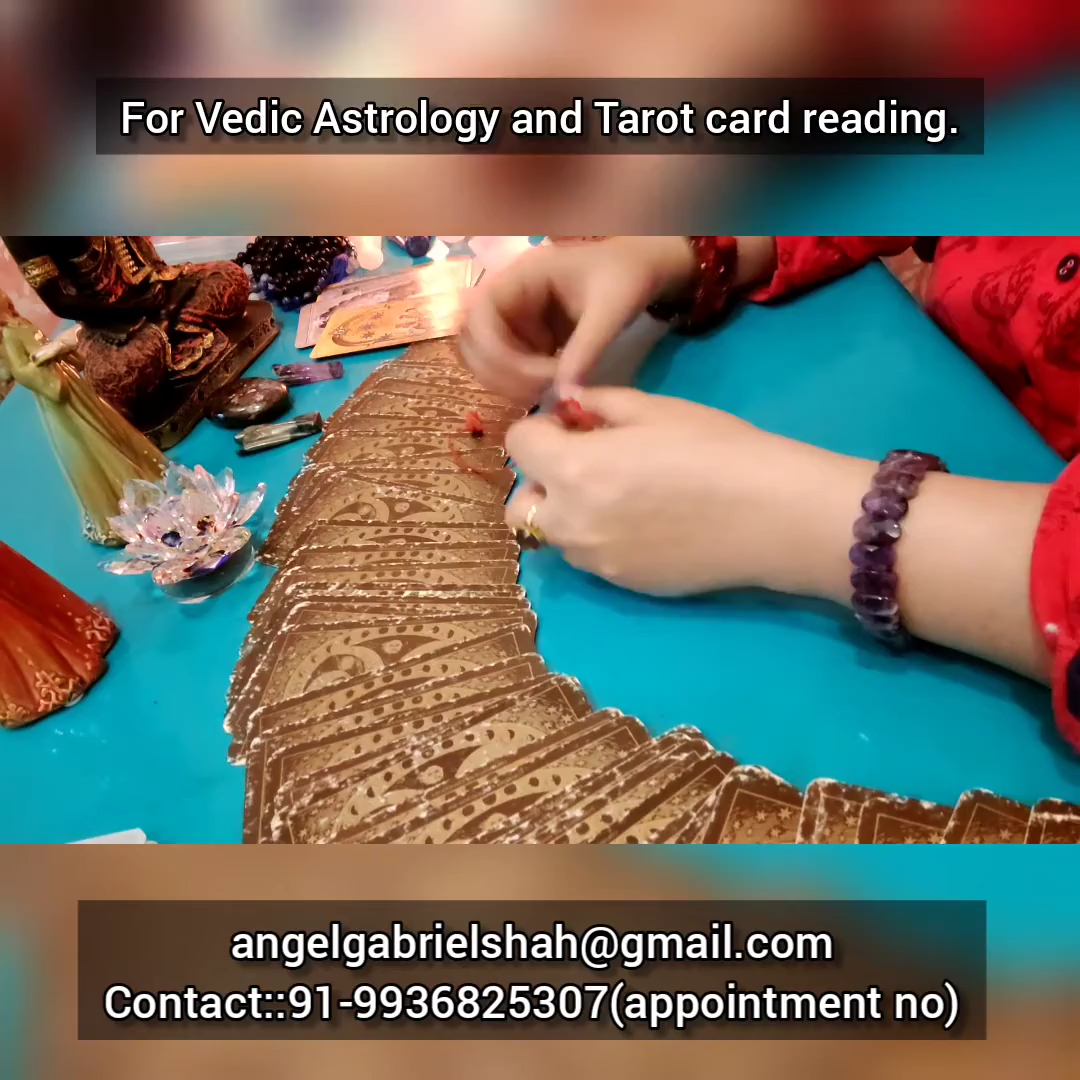 For Vedic Astrology and Tarot card reading.
angelgabrielshah@gmail.com
Contact::91-9936825307(appointment no)